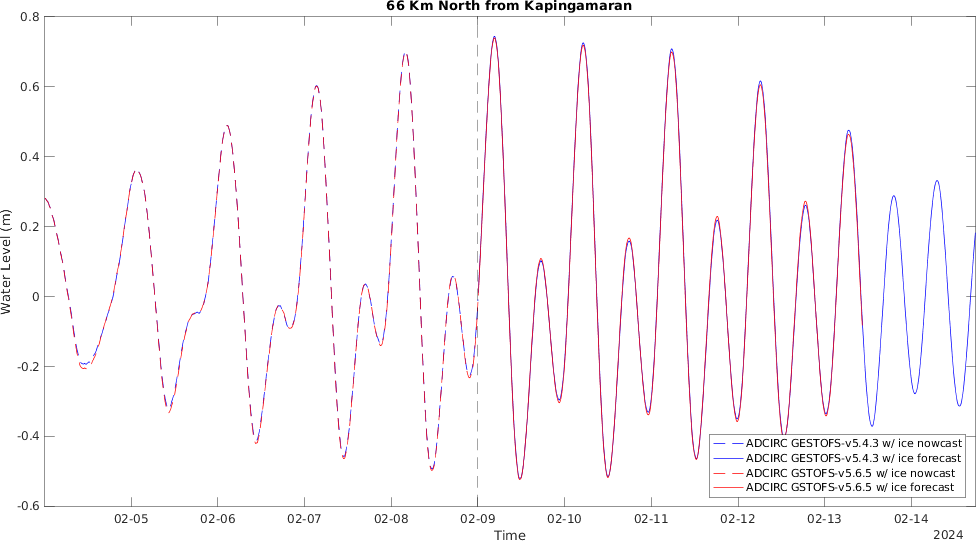 66 Km North from Kapingamaran
0.8
0.6
0.4
0.2
0
-0.2
-0.4
-0.6
Water Level (m)
ADCIRC GESTOFS-v5.4.3 w/ ice nowcast
ADCIRC GESTOFS-v5.4.3 w/ ice forecast
ADCIRC GSTOFS-v5.6.5 w/ ice nowcast
ADCIRC GSTOFS-v5.6.5 w/ ice forecast
02-05 02-06 02-07 02-08 02-09 02-10 02-11 02-12 02-13 02-14
Time
2024